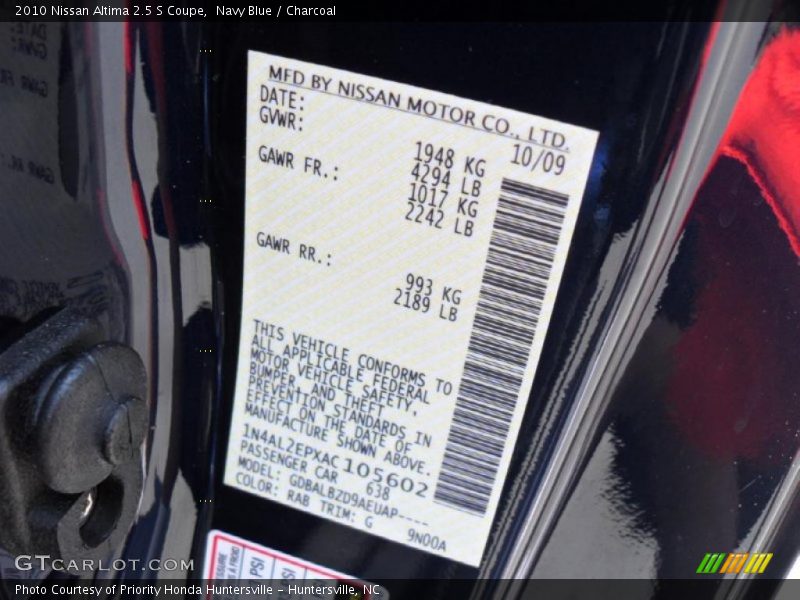 2010 Nissan Altima 2.5 S Coupe, Navy Blue / Charcoal
MFD BY NISSAN MOTOR CO., LTD.
DATE: 10/09
GVWR: 1948 KG
4294 LB
GAWR FR.: 1017 KG
2242 LB
GAWR RR.: 993 KG
2189 LB
THIS VEHICLE CONFORMS TO
ALL APPLICABLE FEDERAL
MOTOR VEHICLE SAFETY,
BUMPER, AND THEFT
PREVENTION STANDARDS IN
EFFECT ON THE DATE OF
MANUFACTURE SHOWN ABOVE.
1N4AL2EPXAC105602
PASSENGER CAR 638
MODEL: GDBALBZD9AEUAP----
COLOR: RAB TRIM: G 9N00A
PSI
GTCARLOT.COM
Photo Courtesy of Priority Honda Huntersville - Huntersville, NC